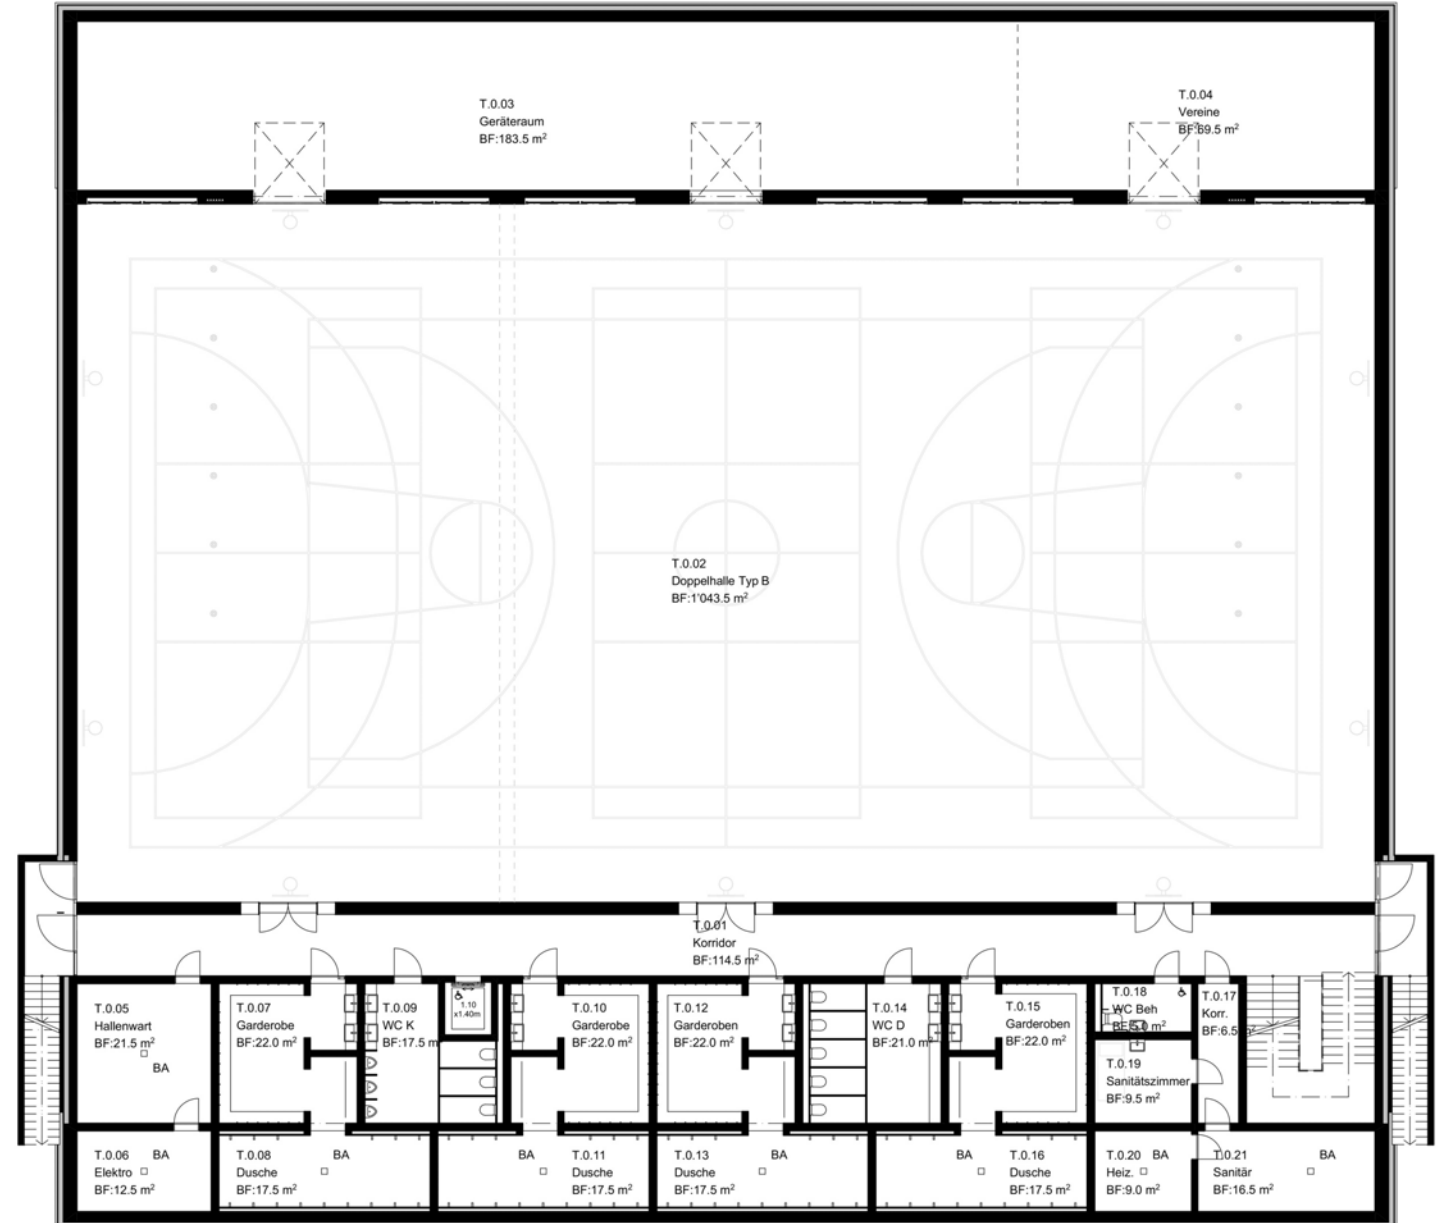 T.0.03
Geräteraum
BF:183.5 m²
T.0.04
Vereine
BF:69.5 m²
T.0.02
Doppelhalle Typ B
BF:1'043.5 m²
T.0.01
Korridor
BF:114.5 m²
T.0.05
Hallenwart
BF:21.5 m²
BA
T.0.07
Garderobe
BF:22.0 m²
T.0.09
WC K
BF:17.5 m
1.10
x1.40m
T.0.10
Garderobe
BF:22.0 m²
T.0.12
Garderoben
BF:22.0 m²
T.0.14
WC D
BF:21.0 m²
T.0.15
Garderoben
BF:22.0 m²
T.0.18
WC Beh
BF:5.0 m²
T.0.17
Korr.
BF:6.5 m²
T.0.19
Sanitätszimmer
BF:9.5 m²
T.0.06
Elektro
BF:12.5 m²
BA
T.0.08
Dusche
BF:17.5 m²
BA
BA
T.0.11
Dusche
BF:17.5 m²
T.0.13
Dusche
BF:17.5 m²
BA
BA
T.0.16
Dusche
BF:17.5 m²
T.0.20
Heiz.
BF:9.0 m²
BA
T.0.21
Sanitär
BF:16.5 m²
BA